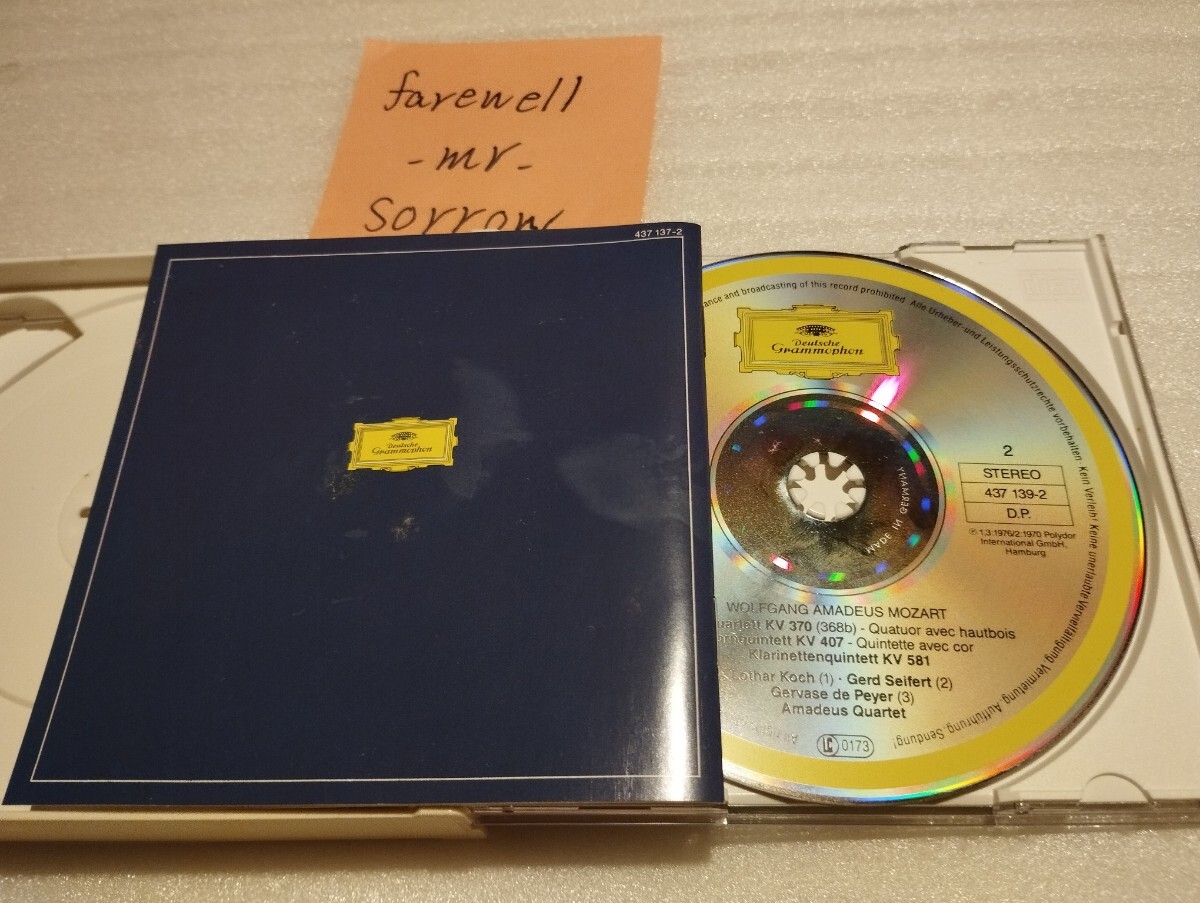 farewell
-mr-
sorrow
437 137-2
Deutsche
Grammophon
ance and broadcasting of this record prohibited · Alle Urheber- und Leistungsschutzrechte vorbehalten · Kein Verleih! Keine unerlaubte Vervielfältigung, Vermietung, Aufführung, Sendung!
Deutsche
Grammophon
MADE IN GERMANY
2
STEREO
437 139-2
D.P.
℗ 1.3:1976/2:1970 Polydor
International GmbH,
Hamburg
WOLFGANG AMADEUS MOZART
KV 370 (368b) - Quatuor avec hautbois
KV 407 - Quintette avec cor
Klarinettenquintett KV 581
Lothar Koch (1) · Gerd Seifert (2)
Gervase de Peyer (3)
Amadeus Quartet
LC 0173